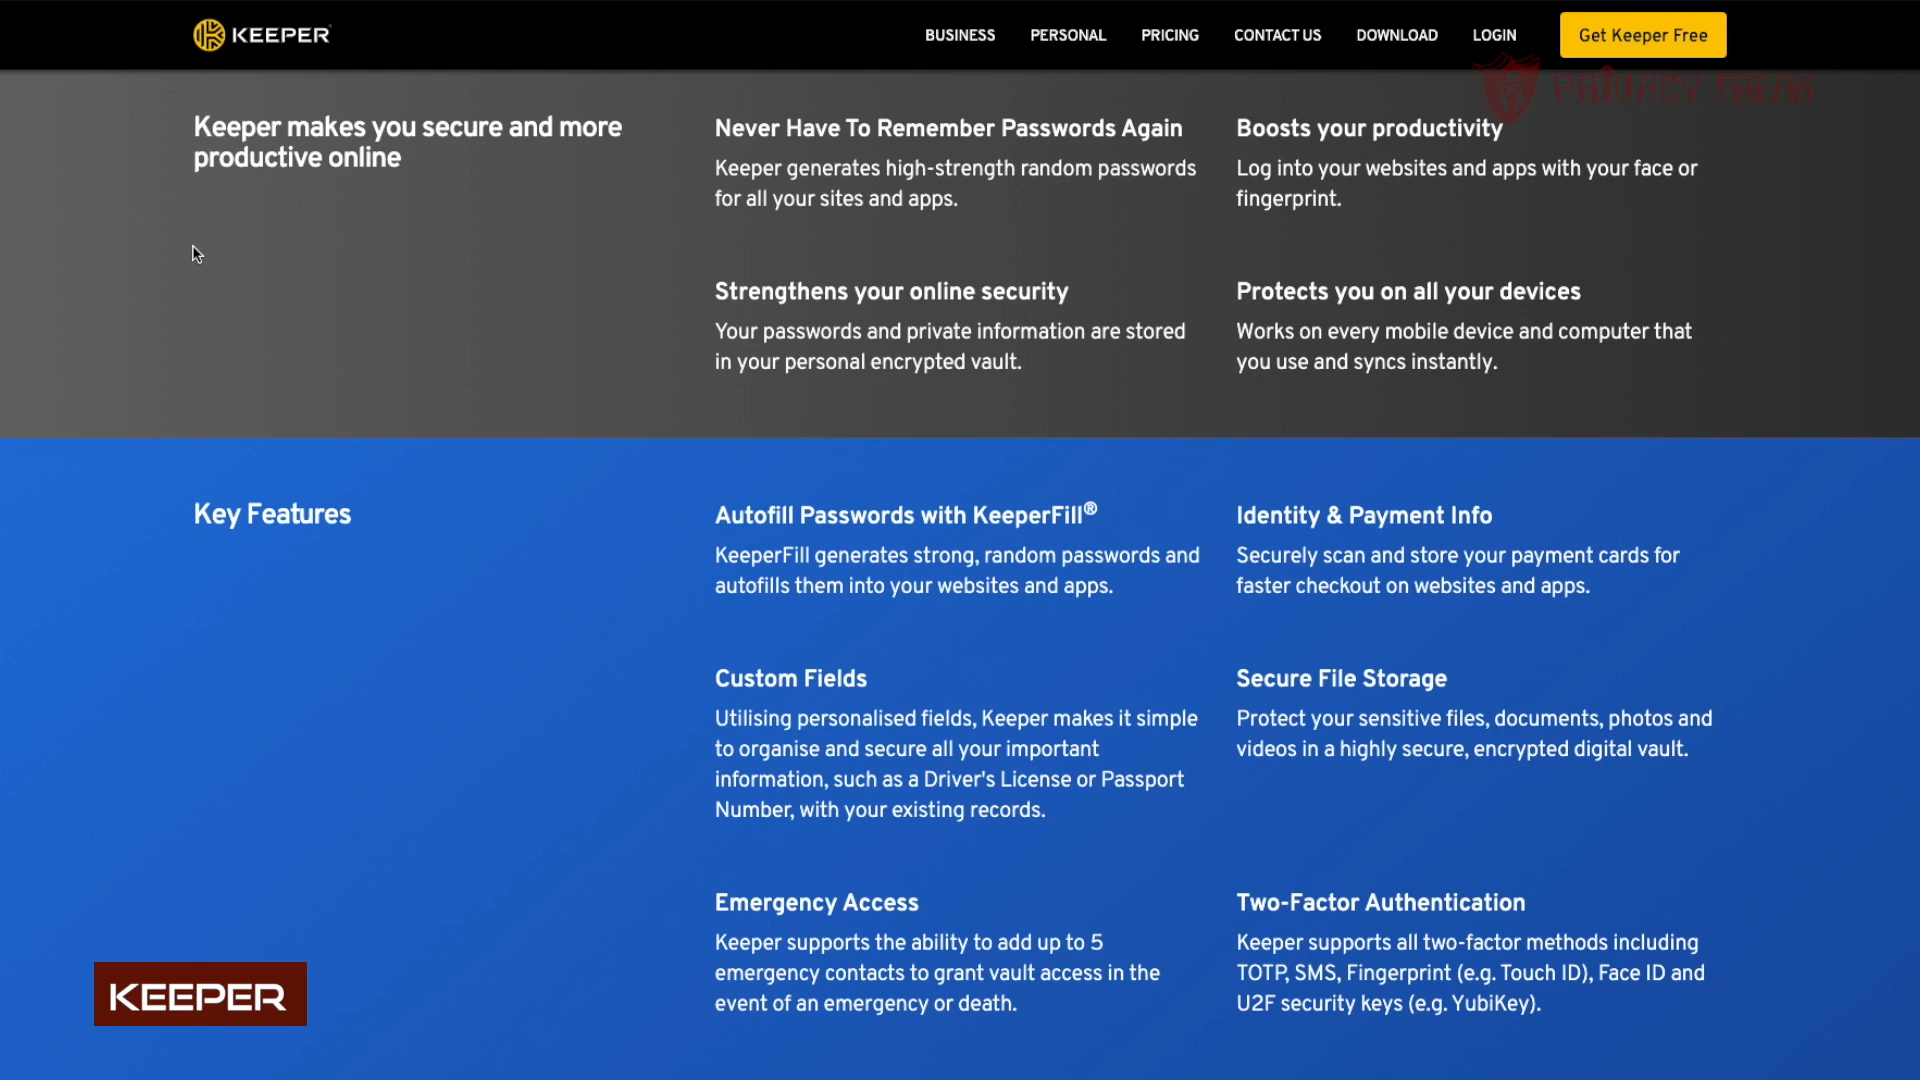 KEEPER
BUSINESS
PERSONAL
PRICING
CONTACT US
DOWNLOAD
LOGIN
Get Keeper Free
PRIVACY FREAK
Keeper makes you secure and more
productive online
Never Have To Remember Passwords Again
Keeper generates high-strength random passwords
for all your sites and apps.
Boosts your productivity
Log into your websites and apps with your face or
fingerprint.
Strengthens your online security
Your passwords and private information are stored
in your personal encrypted vault.
Protects you on all your devices
Works on every mobile device and computer that
you use and syncs instantly.
Key Features
Autofill Passwords with KeeperFill®
KeeperFill generates strong, random passwords and
autofills them into your websites and apps.
Identity & Payment Info
Securely scan and store your payment cards for
faster checkout on websites and apps.
Custom Fields
Utilising personalised fields, Keeper makes it simple
to organise and secure all your important
information, such as a Driver's License or Passport
Number, with your existing records.
Secure File Storage
Protect your sensitive files, documents, photos and
videos in a highly secure, encrypted digital vault.
Emergency Access
Keeper supports the ability to add up to 5
emergency contacts to grant vault access in the
event of an emergency or death.
Two-Factor Authentication
Keeper supports all two-factor methods including
TOTP, SMS, Fingerprint (e.g. Touch ID), Face ID and
U2F security keys (e.g. YubiKey).
KEEPER